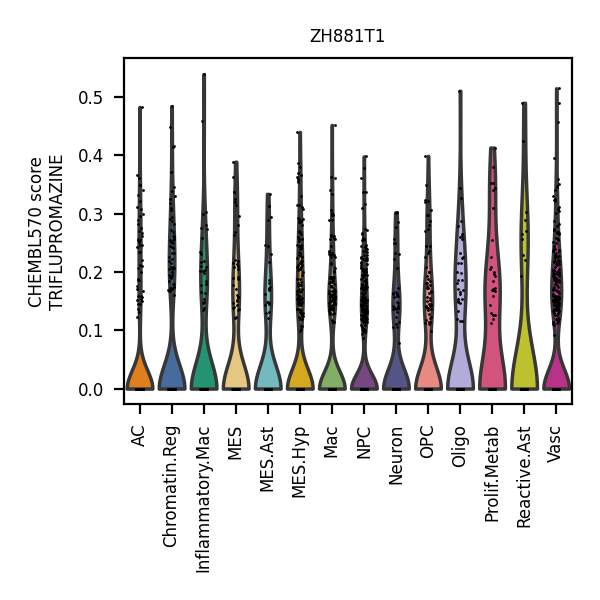 ZH881T1
CHEMBL570 score
TRIFLUPROMAZINE
0.5
0.4
0.3
0.2
0.1
0.0
AC
Chromatin.Reg
Inflammatory.Mac
MES
MES.Ast
MES.Hyp
Mac
NPC
Neuron
OPC
Oligo
Prolif.Metab
Reactive.Ast
Vasc